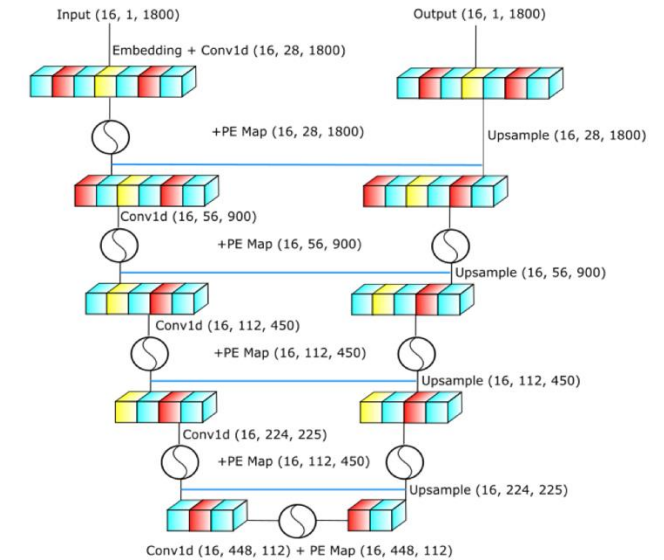 Input (16, 1, 1800)
Output (16, 1, 1800)
Embedding + Conv1d (16, 28, 1800)
+PE Map (16, 28, 1800)
Upsample (16, 28, 1800)
Conv1d (16, 56, 900)
+PE Map (16, 56, 900)
Upsample (16, 56, 900)
Conv1d (16, 112, 450)
+PE Map (16, 112, 450)
Upsample (16, 112, 450)
Conv1d (16, 224, 225)
+PE Map (16, 112, 450)
Upsample (16, 224, 225)
Conv1d (16, 448, 112) + PE Map (16, 448, 112)